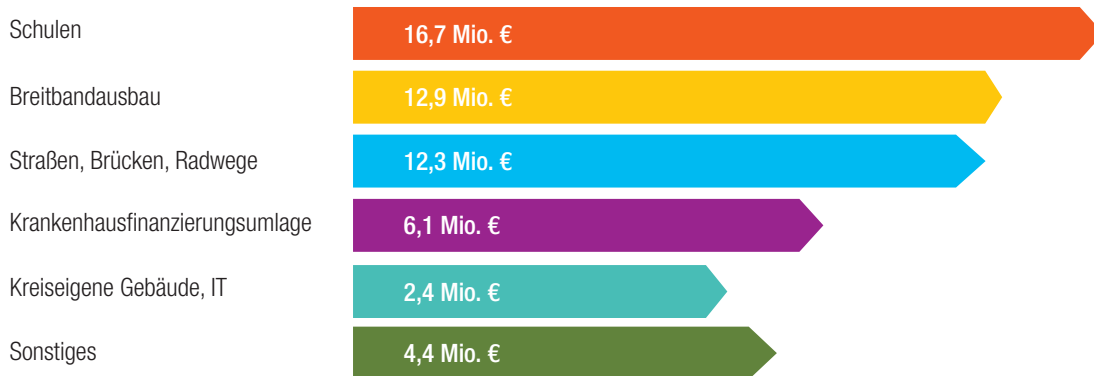 Schulen 16,7 Mio. €
Breitbandausbau 12,9 Mio. €
Straßen, Brücken, Radwege 12,3 Mio. €
Krankenhausfinanzierungsumlage 6,1 Mio. €
Kreiseigene Gebäude, IT 2,4 Mio. €
Sonstiges 4,4 Mio. €